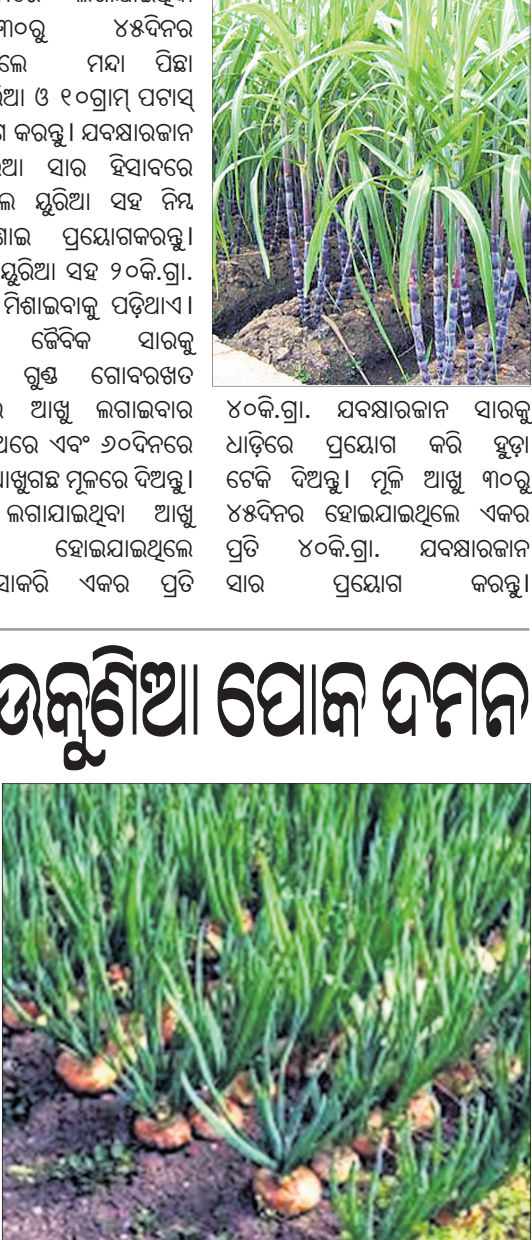 ୩୦ରୁ ୪୫ଦିନର
ମନ୍ଦା ପିଛା
ଓ ୧୦ଗ୍ରାମ୍ ପଟାସ୍
କରନ୍ତୁ। ଯବକ୍ଷାରଜାନ
ସାର ହିସାବରେ
ୟୁରିଆ ସହ ନିମ୍ବ
ପ୍ରୟୋଗକରନ୍ତୁ।
ୟୁରିଆ ସହ ୨୦କି.ଗ୍ରା.
ମିଶାଇବାକୁ ପଡ଼ିଥାଏ।
ଜୈବିକ ସାରକୁ
ଗୁଣ୍ଡ ଗୋବରଖତ
ଆଖୁ ଲଗାଇବାର
ଏବଂ ୬୦ଦିନରେ
ଆଖୁଗଛ ମୂଳରେ ଦିଅନ୍ତୁ।
ଲଗାଯାଇଥିବା ଆଖୁ
ହୋଇଯାଇଥିଲେ
ଏକର ପ୍ରତି
୪୦କି.ଗ୍ରା. ଯବକ୍ଷାରଜାନ ସାରକୁ
ଧାଡ଼ିରେ ପ୍ରୟୋଗ କରି ହୁଡ଼ା
ଟେକି ଦିଅନ୍ତୁ। ମୂଳି ଆଖୁ ୩୦ରୁ
୪୫ଦିନର ହୋଇଯାଇଥିଲେ ଏକର
ପ୍ରତି ୪୦କି.ଗ୍ରା. ଯବକ୍ଷାରଜାନ
ସାର ପ୍ରୟୋଗ କରନ୍ତୁ।
ଉକୁଣିଆ ପୋକ ଦମନ